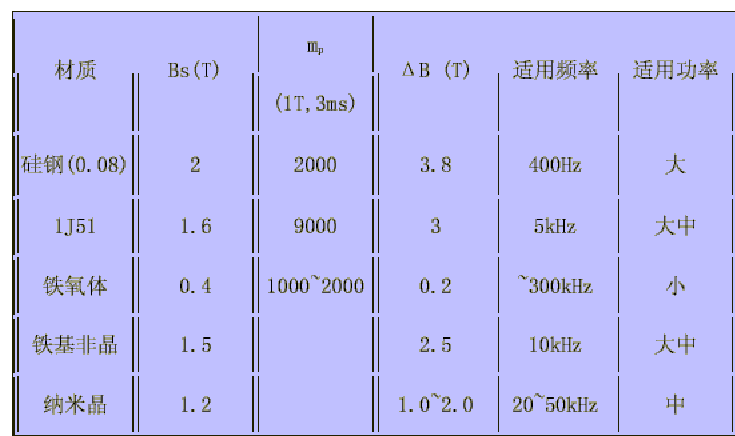 材质 Bs(T) mp (1T,3ms) ΔB (T) 适用频率 适用功率
硅钢(0.08) 2 2000 3.8 400Hz 大
1J51 1.6 9000 3 5kHz 大中
铁氧体 0.4 1000~2000 0.2 ~300kHz 小
铁基非晶 1.5 2.5 10kHz 大中
纳米晶 1.2 1.0~2.0 20~50kHz 中